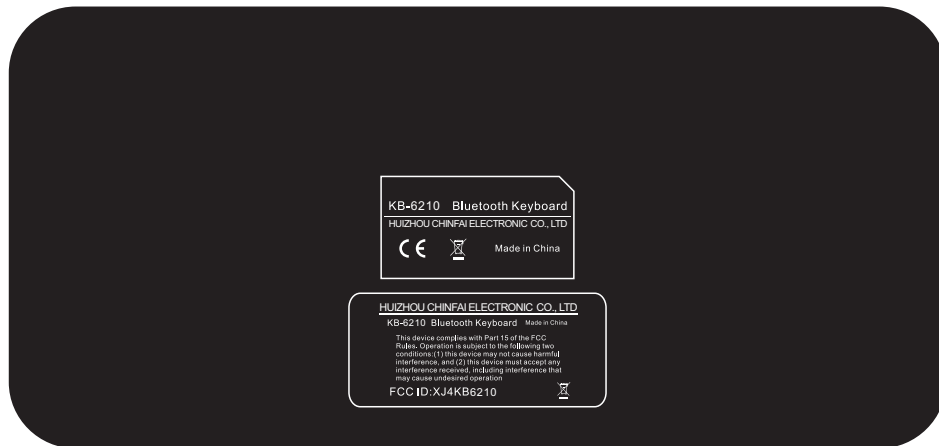 KB-6210 Bluetooth Keyboard
HUIZHOU CHINFAI ELECTRONIC CO., LTD
CE Made in China
HUIZHOU CHINFAI ELECTRONIC CO., LTD
KB-6210 Bluetooth Keyboard Made in China
This device complies with Part 15 of the FCC
Rules. Operation is subject to the following two
conditions:(1) this device may not cause harmful
interference, and (2) this device must accept any
interference received, including interference that
may cause undesired operation
FCC ID:XJ4KB6210